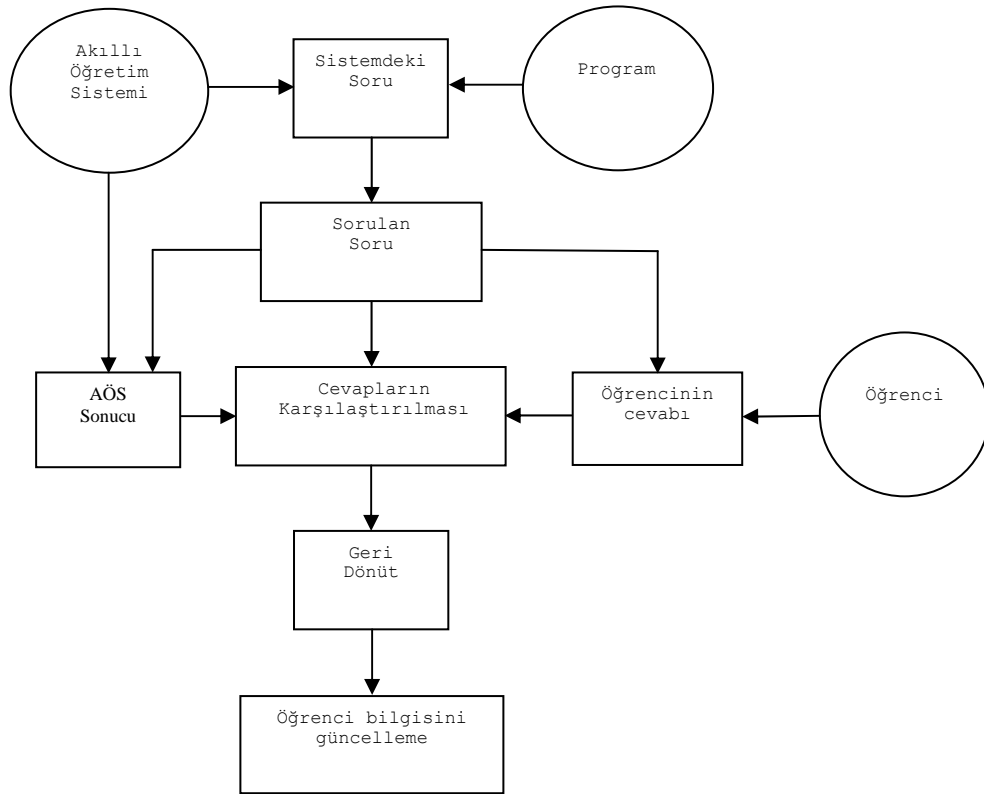 Akıllı
Öğretim
Sistemi
Sistemdeki
Soru
Program
Sorulan
Soru
AÖS
Sonucu
Cevapların
Karşılaştırılması
Öğrencinin
cevabı
Öğrenci
Geri
Dönüt
Öğrenci bilgisini
güncelleme